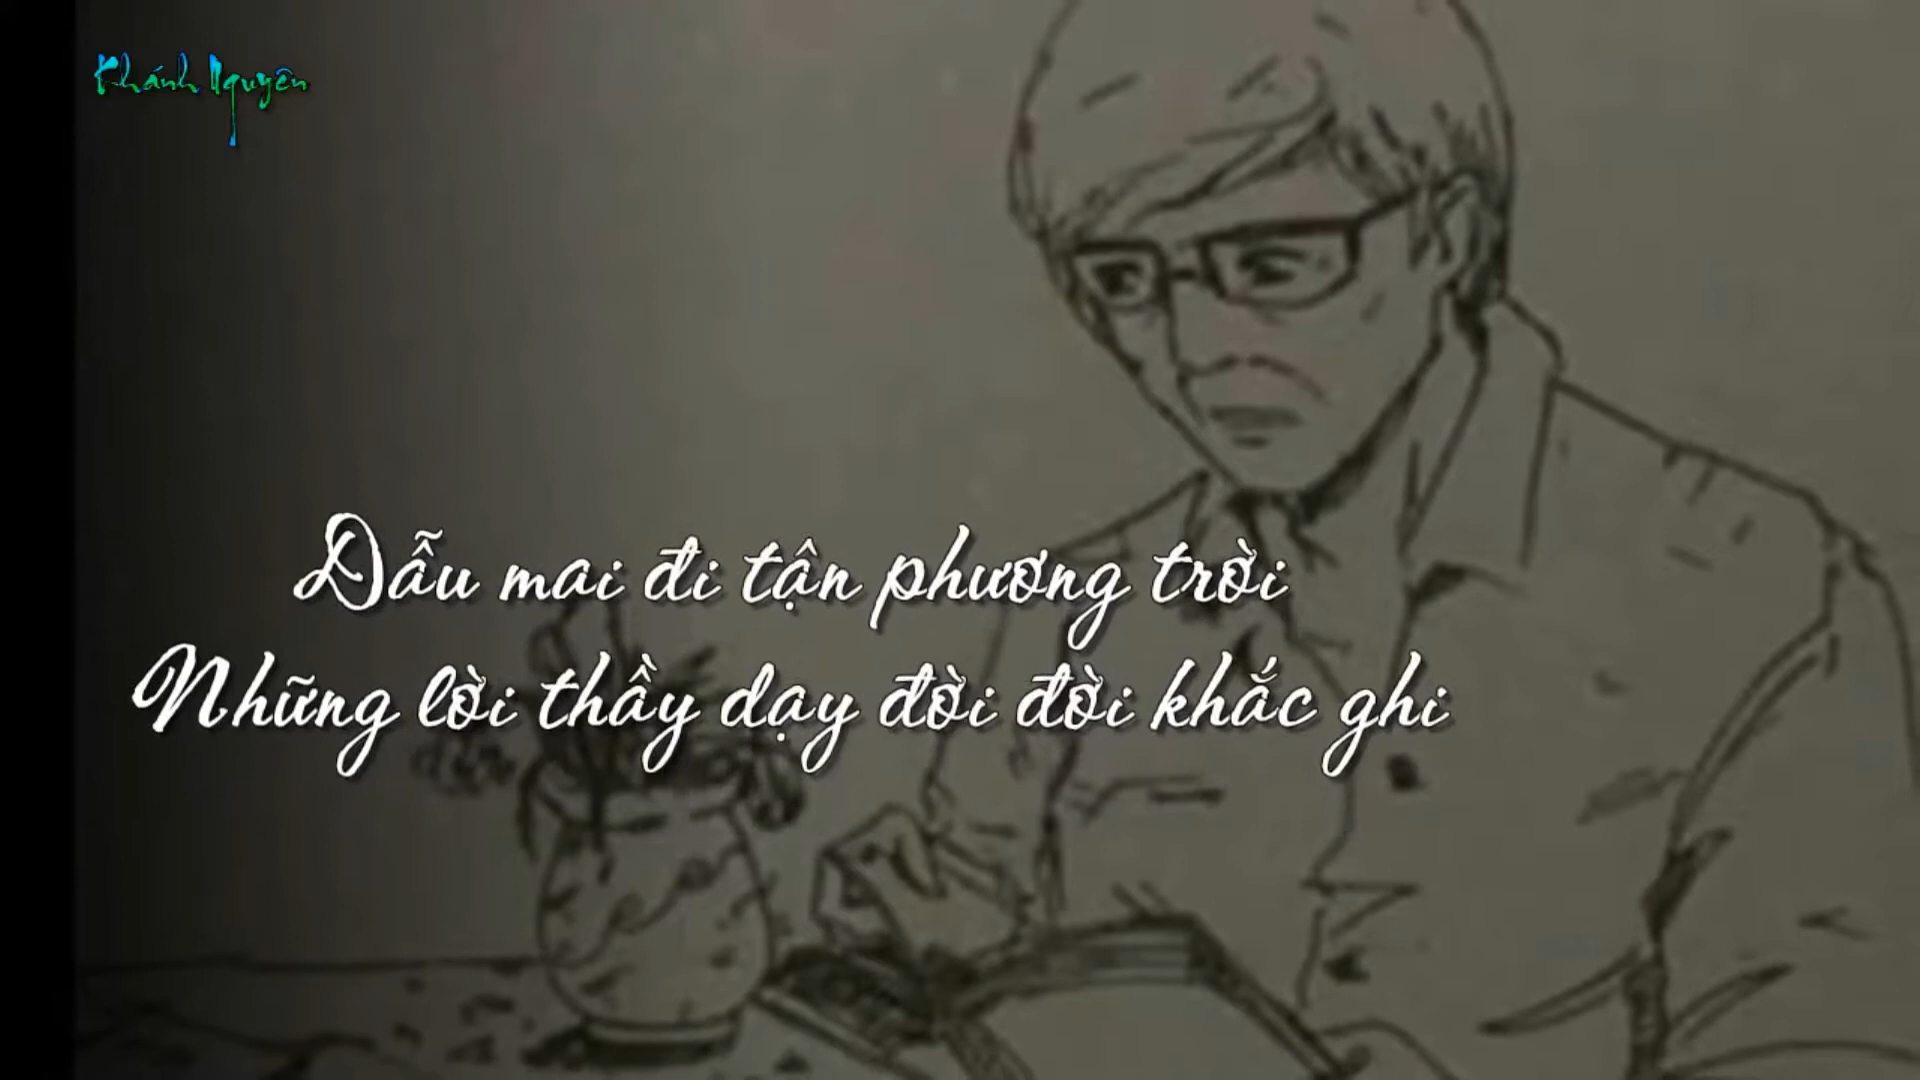 Khánh Nguyên
Dẫu mai đi tận phương trời
Những lời thầy dạy đời đời khắc ghi